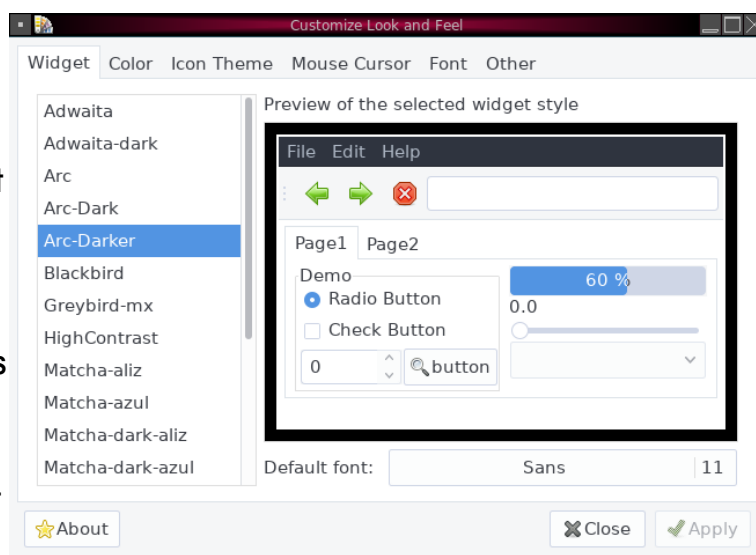 Customize Look and Feel
Widget Color Icon Theme Mouse Cursor Font Other
Adwaita
Adwaita-dark
Arc
Arc-Dark
Arc-Darker
Blackbird
Greybird-mx
HighContrast
Matcha-aliz
Matcha-azul
Matcha-dark-aliz
Matcha-dark-azul
Preview of the selected widget style
File Edit Help
Page1 Page2
Demo
Radio Button
Check Button
0 button
60 %
0.0
Default font: Sans 11
About Close Apply